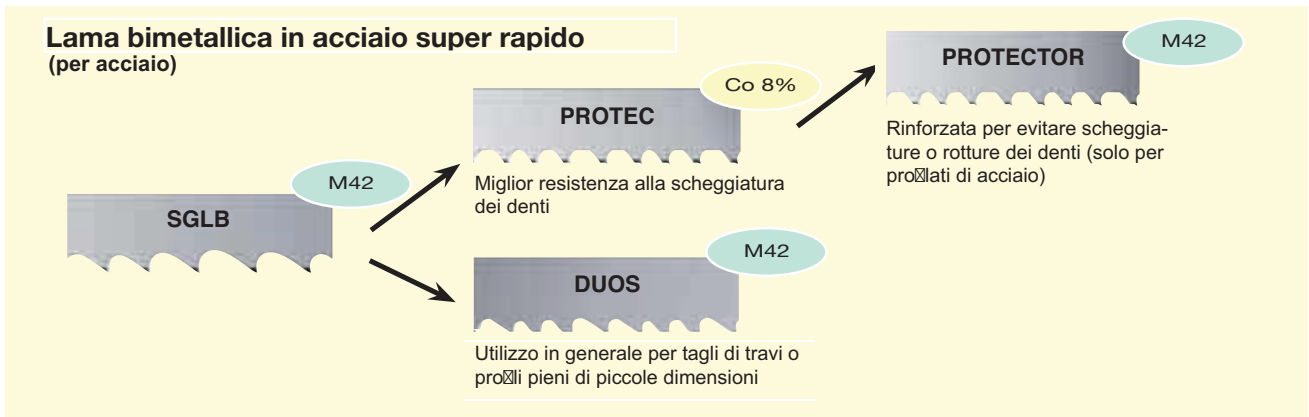 Lama bimetallica in acciaio super rapido
(per acciaio)
SGLB
M42
PROTEC
Co 8%
Miglior resistenza alla scheggiatura
dei denti
DUOS
M42
Utilizzo in generale per tagli di travi o
pro⊠li pieni di piccole dimensioni
PROTECTOR
M42
Rinforzata per evitare scheggia-
ture o rotture dei denti (solo per
pro⊠lati di acciaio)